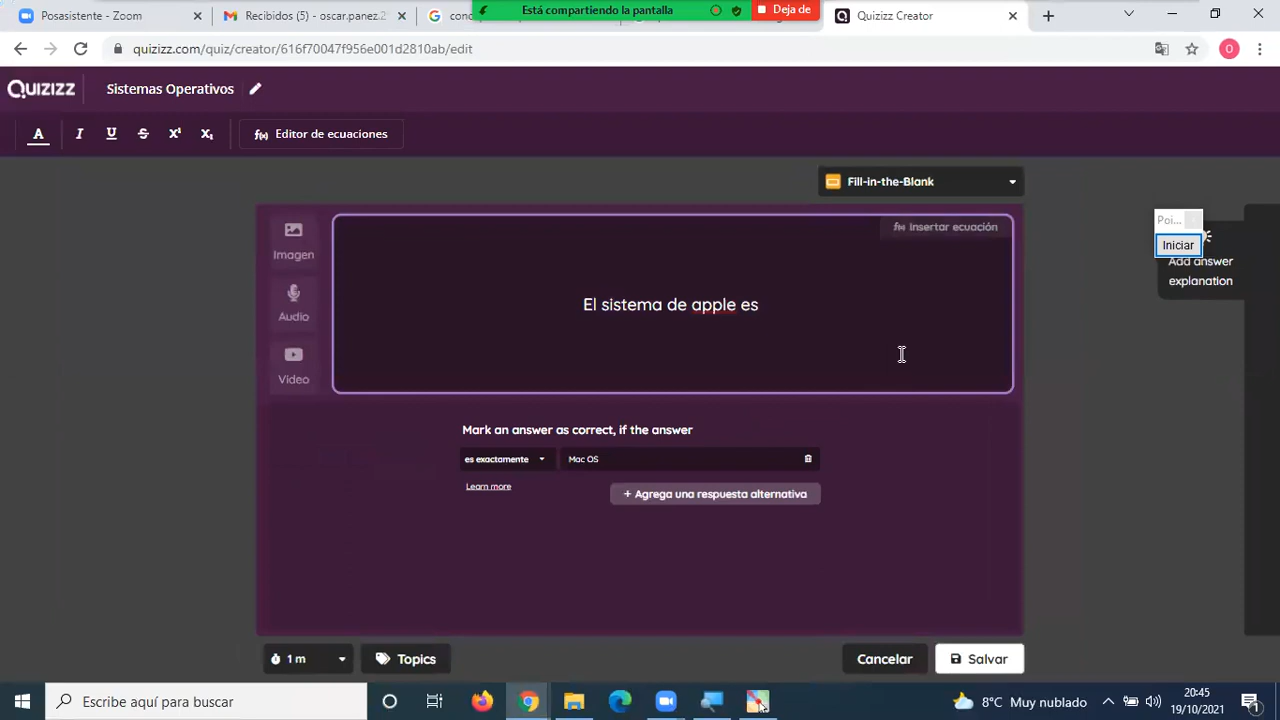 Posasistente - Zoom
Recibidos (5) - oscar.panez.2
Está compartiendo la pantalla
Deja de
Quizizz Creator
quizizz.com/quiz/creator/616f70047f956e001d2810ab/edit
O
QUIZIZZ
Sistemas Operativos
A I U S X² X₁ f(x) Editor de ecuaciones
Fill-in-the-Blank
Imagen
Audio
Video
Insertar ecuación
El sistema de apple es
Poi...
Iniciar
Add answer
explanation
Mark an answer as correct, if the answer
es exactamente
Mac OS
Learn more
+ Agrega una respuesta alternativa
1 m
Topics
Cancelar
Salvar
Escribe aquí para buscar
8°C Muy nublado
20:45
19/10/2021
1